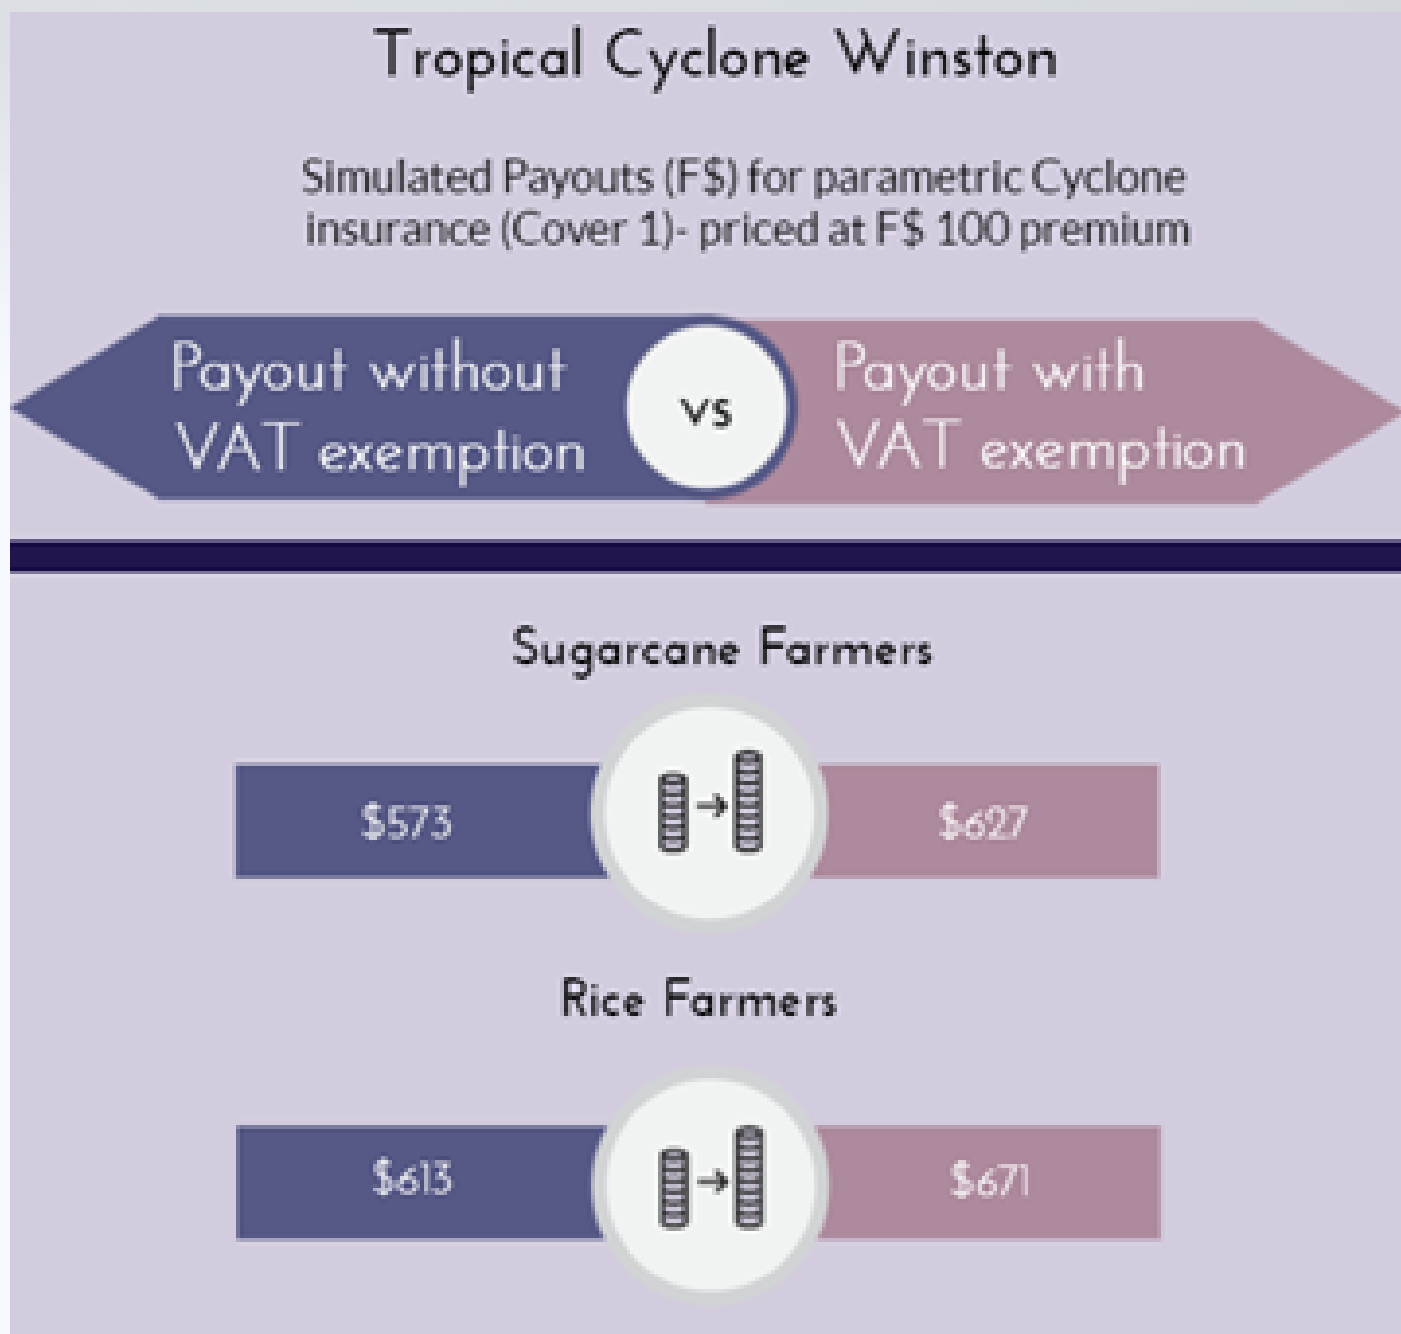 Tropical Cyclone Winston
Simulated Payouts (F$) for parametric Cyclone
insurance (Cover 1)- priced at F$ 100 premium
Payout without
VAT exemption
vs
Payout with
VAT exemption
Sugarcane Farmers
$573
$627
Rice Farmers
$613
$671